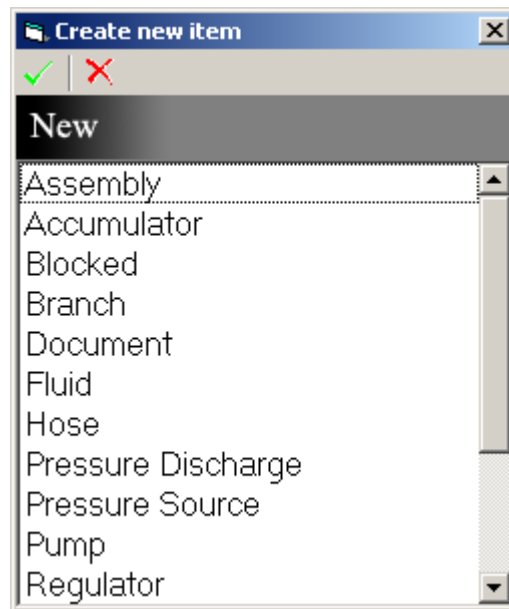 Create new item
New
Assembly
Accumulator
Blocked
Branch
Document
Fluid
Hose
Pressure Discharge
Pressure Source
Pump
Regulator